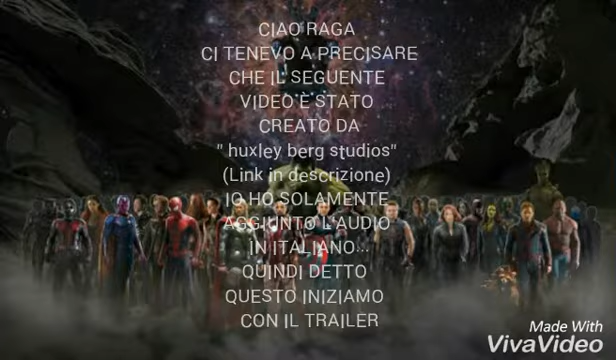 CIAO RAGA
CI TENEVO A PRECISARE
CHE IL SEGUENTE
VIDEO È STATO
CREATO DA
" huxley berg studios"
(Link in descrizione)
IO HO SOLAMENTE
AGGIUNTO L'AUDIO
IN ITALIANO...
QUINDI DETTO
QUESTO INIZIAMO
CON IL TRAILER
Made With
VivaVideo